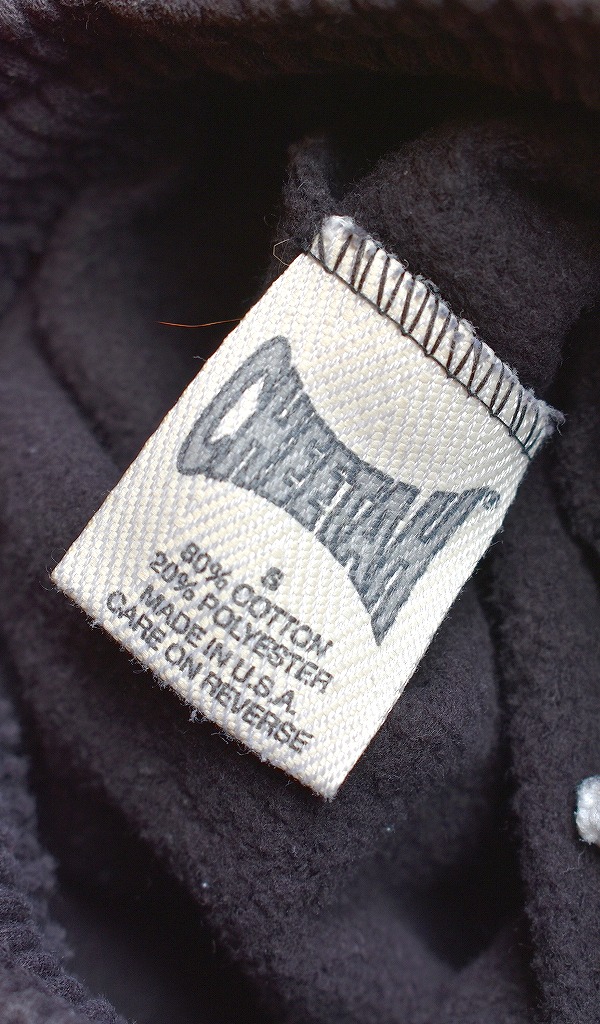 CHEETAH®
S
80% COTTON
20% POLYESTER
MADE IN U.S.A.
CARE ON REVERSE